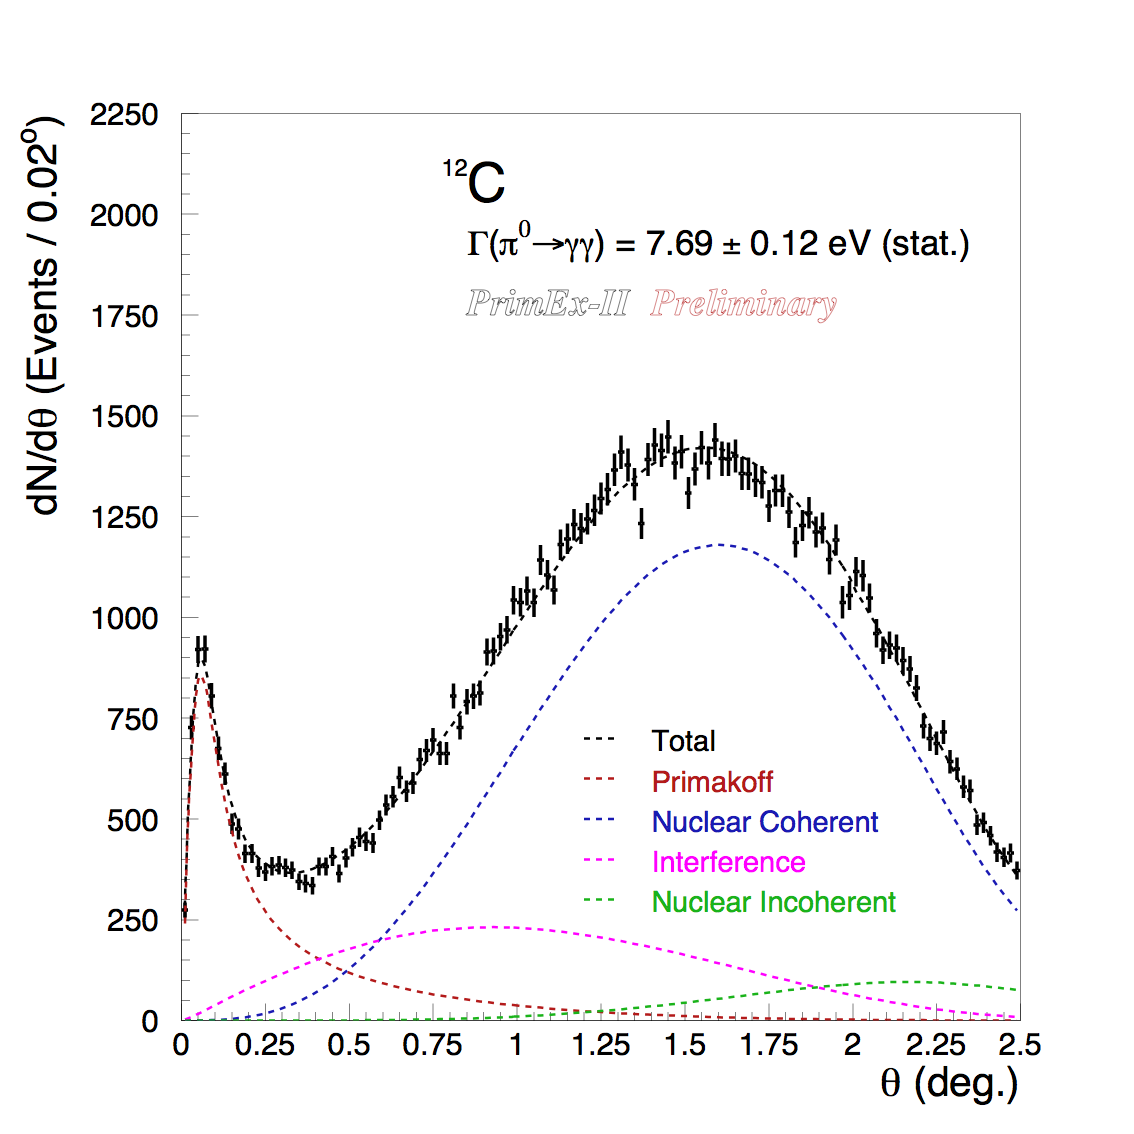 dN/dθ (Events / 0.02°)
2250
2000
1750
1500
1250
1000
750
500
250
0
¹²C
Γ(π⁰→γγ) = 7.69 ± 0.12 eV (stat.)
PrimEx-II Preliminary
Total
Primakoff
Nuclear Coherent
Interference
Nuclear Incoherent
0 0.25 0.5 0.75 1 1.25 1.5 1.75 2 2.25 2.5
θ (deg.)